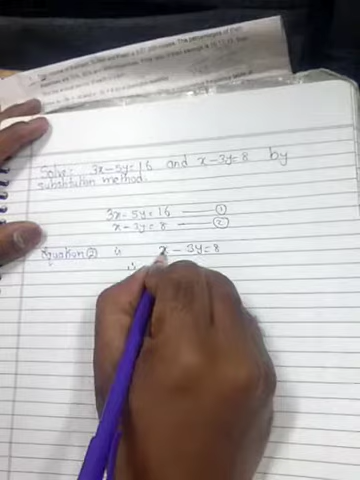 Solve: 3x-5y=16 and x-3y=8 by
substitution method.
3x-5y=16 —— ①
x-3y=8 —— ②
Equation ② is x-3y=8
∴